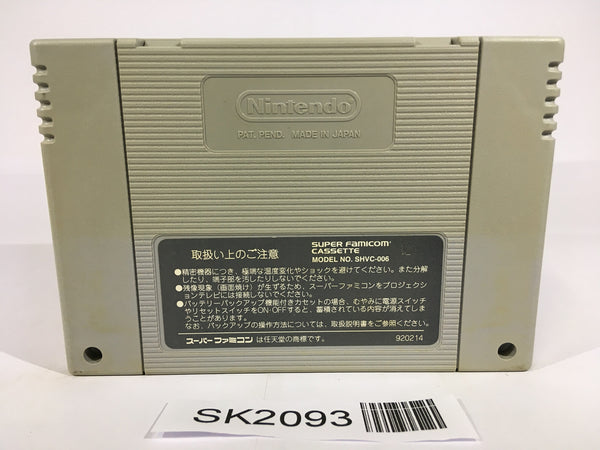 Nintendo
PAT. PEND. MADE IN JAPAN
取扱い上のご注意
SUPER FAMICOM
CASSETTE
MODEL NO. SHVC-006
●精密機器につき、極端な温度変化やショックを避けてください。また分解
したり、端子部を汚したりしないでください。
●残像現象（画面焼け）が生ずるため、スーパーファミコンをプロジェクシ
ョンテレビには接続しないでください。
●バッテリーバックアップ機能付きカセットの場合、むやみに電源スイッチ
やリセットスイッチをON・OFFすると、蓄積されている内容が消えてしま
うことがあります。
なお、バックアップの操作方法については、取扱説明書をご参照ください。
スーパーファミコン は任天堂の商標です。
920214
SK2093